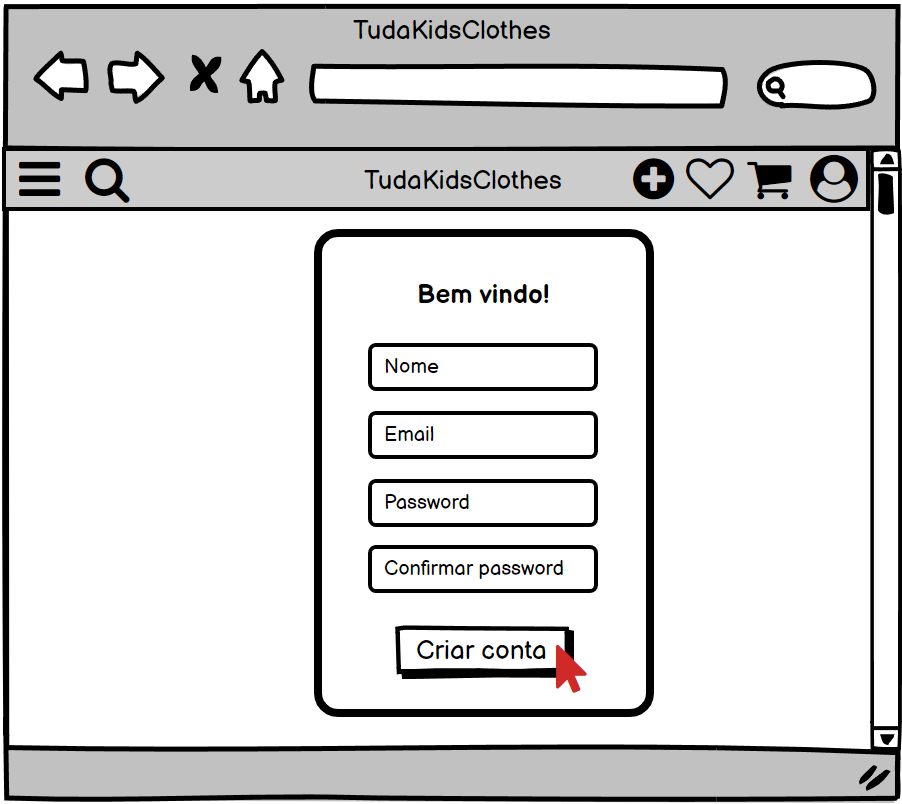 TudaKidsClothes
TudaKidsClothes
Bem vindo!
Nome
Email
Password
Confirmar password
Criar conta